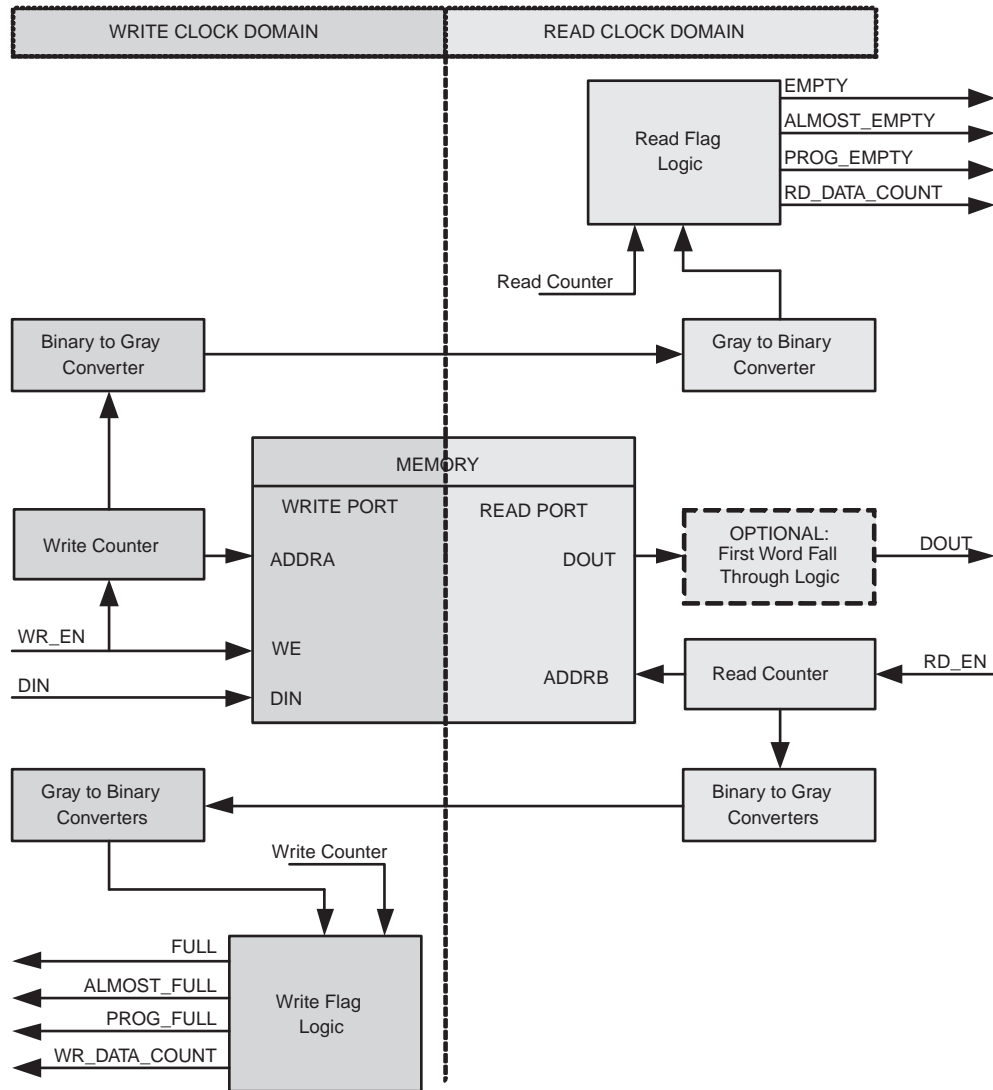 WRITE CLOCK DOMAIN
READ CLOCK DOMAIN
EMPTY
ALMOST_EMPTY
PROG_EMPTY
RD_DATA_COUNT
Read Flag
Logic
Read Counter
Binary to Gray
Converter
Gray to Binary
Converter
MEMORY
WRITE PORT
READ PORT
Write Counter
ADDRA
DOUT
OPTIONAL:
First Word Fall
Through Logic
DOUT
WR_EN
WE
DIN
DIN
ADDRB
Read Counter
RD_EN
Gray to Binary
Converters
Binary to Gray
Converters
Write Counter
FULL
ALMOST_FULL
PROG_FULL
WR_DATA_COUNT
Write Flag
Logic